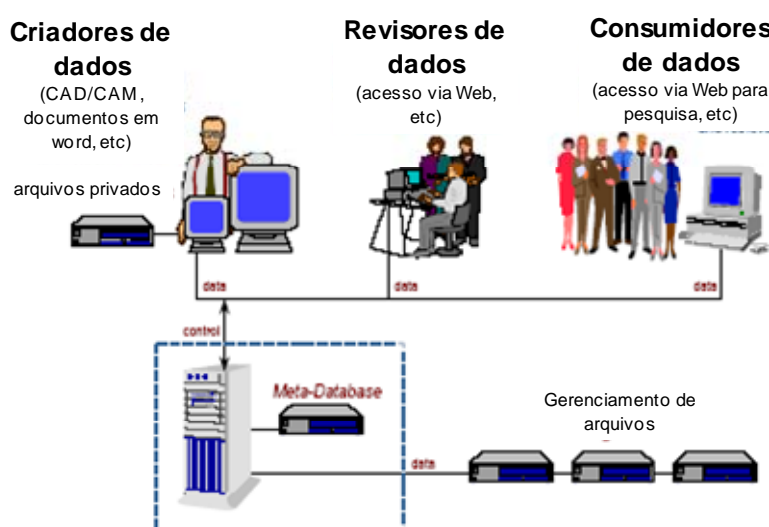 Criadores de
dados
(CAD/CAM,
documentos em
word, etc)
arquivos privados
Revisores de
dados
(acesso via Web,
etc)
Consumidores
de dados
(acesso via Web para
pesquisa, etc)
data
data
data
control
Meta-Database
data
Gerenciamento de
arquivos